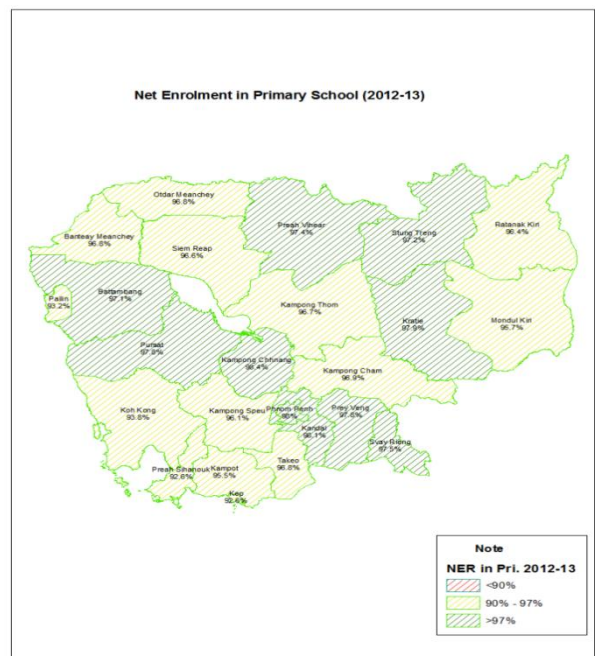 Net Enrolment in Primary School (2012-13)
Otdar Meanchey
96.8%
Preah Vihear
97.4%
Stung Treng
97.2%
Ratanak Kiri
96.4%
Banteay Meanchey
96.8%
Siem Reap
96.6%
Pailin
93.2%
Battambang
97.1%
Kampong Thom
96.7%
Kratie
97.9%
Mondul Kiri
95.7%
Pursat
97.8%
Kampong Chhnang
98.4%
Kampong Cham
96.9%
Koh Kong
93.8%
Kampong Speu
96.1%
Phnom Penh
98%
Prey Veng
Kandal
98.1%
Svay Rieng
97.5%
Takeo
96.8%
Preah Sihanouk
92.6%
Kampot
95.5%
Kep
Note
NER in Pri. 2012-13
<90%
90% - 97%
>97%